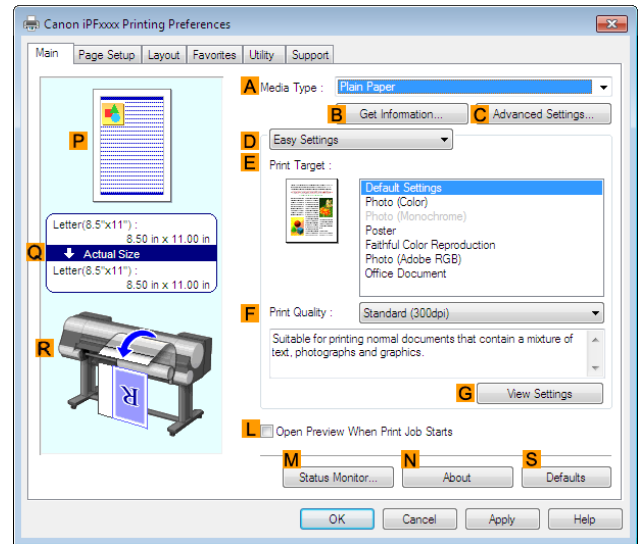 Canon iPFxxxx Printing Preferences
Main Page Setup Layout Favorites Utility Support
A Media Type : Plain Paper
B Get Information... C Advanced Settings...
P
D Easy Settings
E Print Target :
Default Settings
Photo (Color)
Photo (Monochrome)
Poster
Faithful Color Reproduction
Photo (Adobe RGB)
Office Document
Letter(8.5"x11") :
8.50 in x 11.00 in
Q Actual Size
Letter(8.5"x11") :
8.50 in x 11.00 in
F Print Quality : Standard (300dpi)
Suitable for printing normal documents that contain a mixture of
text, photographs and graphics.
R
R
G View Settings
L Open Preview When Print Job Starts
M Status Monitor... N About S Defaults
OK Cancel Apply Help